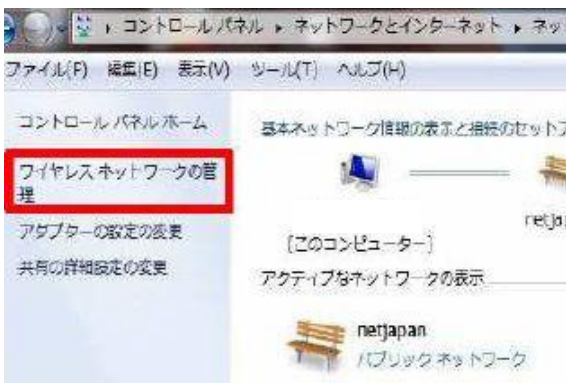 コントロール パネル ▸ ネットワークとインターネット ▸ ネッ
ファイル(F) 編集(E) 表示(V) ツール(T) ヘルプ(H)
コントロール パネル ホーム
ワイヤレス ネットワークの管
理
アダプターの設定の変更
共有の詳細設定の変更
基本ネットワーク情報の表示と接続のセットア
netja
(このコンピューター)
アクティブなネットワークの表示
netjapan
パブリック ネットワーク